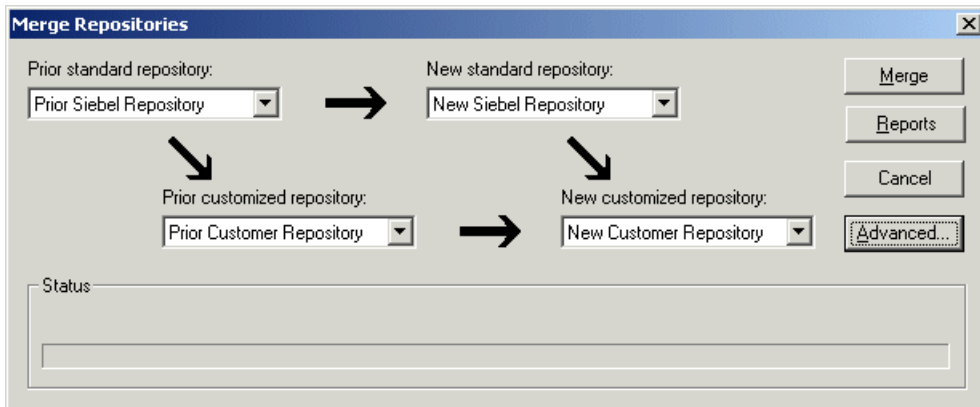 Merge Repositories
Prior standard repository:
New standard repository:
Merge
Prior Siebel Repository
New Siebel Repository
Reports
Prior customized repository:
New customized repository:
Cancel
Prior Customer Repository
New Customer Repository
Advanced...
Status